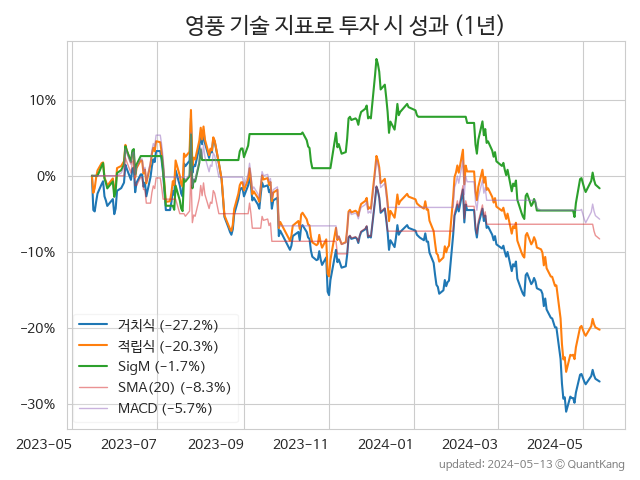 영풍 기술 지표로 투자 시 성과 (1년)
10%
0%
−10%
−20%
−30%
거치식 (−27.2%)
적립식 (−20.3%)
SigM (−1.7%)
SMA(20) (−8.3%)
MACD (−5.7%)
2023-05 2023-07 2023-09 2023-11 2024-01 2024-03 2024-05
updated: 2024-05-13 ⓒ QuantKang